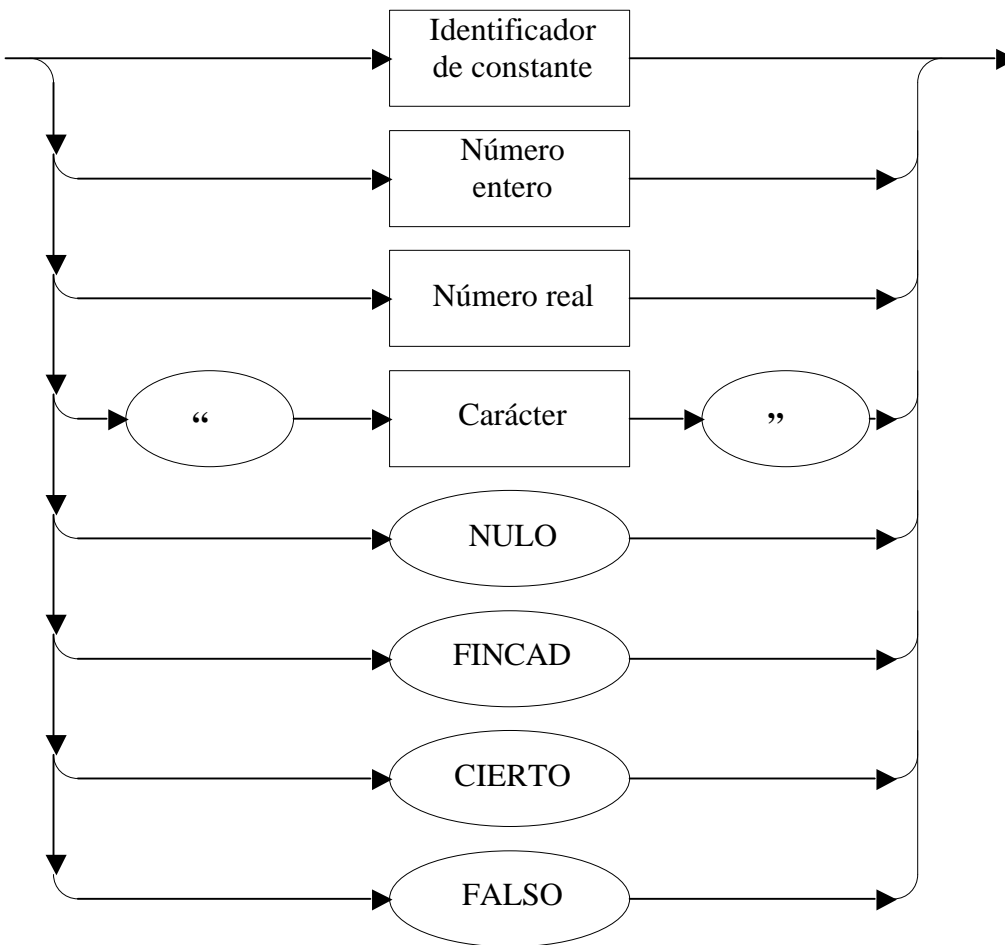 Identificador
de constante
Número
entero
Número real
“ Carácter ”
NULO
FINCAD
CIERTO
FALSO